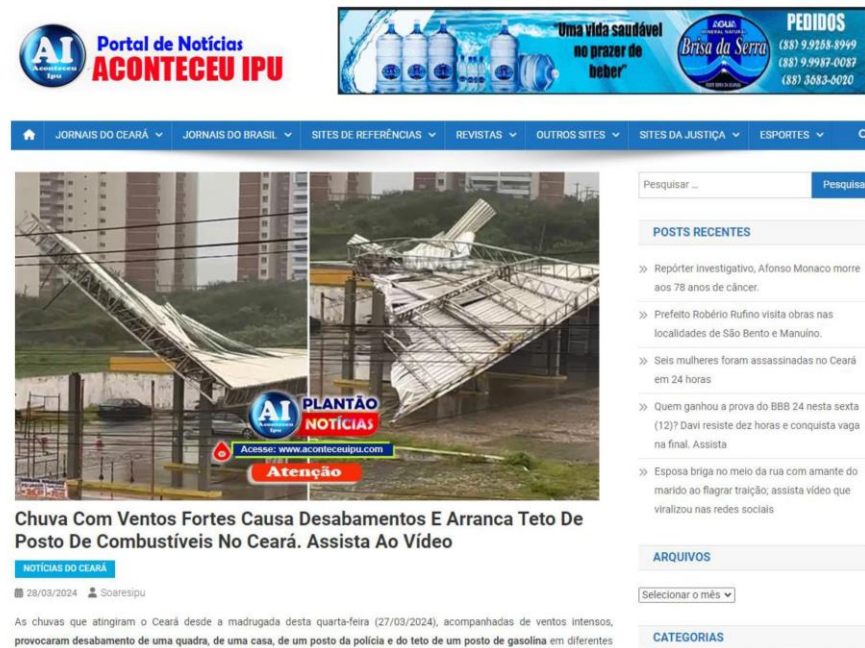 AI
Aconteceu
Ipu
Portal de Notícias
ACONTECEU IPU
"Uma vida saudável
no prazer de
beber"
AGUA
MINERAL NATURAL
Brisa da Serra
PEDIDOS
(88) 9.9268-8999
(88) 9.9987-0087
(88) 3683-6020
JORNAIS DO CEARÁ
JORNAIS DO BRASIL
SITES DE REFERÊNCIAS
REVISTAS
OUTROS SITES
SITES DA JUSTIÇA
ESPORTES
AI
Aconteceu
Ipu
PLANTÃO
NOTÍCIAS
Acesse: www.aconteceuipu.com
Atenção
Chuva Com Ventos Fortes Causa Desabamentos E Arranca Teto De
Posto De Combustíveis No Ceará. Assista Ao Vídeo
NOTÍCIAS DO CEARÁ
28/03/2024 Soaresipu
As chuvas que atingiram o Ceará desde a madrugada desta quarta-feira (27/03/2024), acompanhadas de ventos intensos,
provocaram desabamento de uma quadra, de uma casa, de um posto da polícia e do teto de um posto de gasolina em diferentes
Pesquisar ...
Pesquisa
POSTS RECENTES
Repórter investigativo, Afonso Monaco morre
aos 78 anos de câncer.
Prefeito Robério Rufino visita obras nas
localidades de São Bento e Manuíno.
Seis mulheres foram assassinadas no Ceará
em 24 horas
Quem ganhou a prova do BBB 24 nesta sexta
(12)? Davi resiste dez horas e conquista vaga
na final. Assista
Esposa briga no meio da rua com amante do
marido ao flagrar traição; assista vídeo que
viralizou nas redes sociais
ARQUIVOS
Selecionar o mês
CATEGORIAS